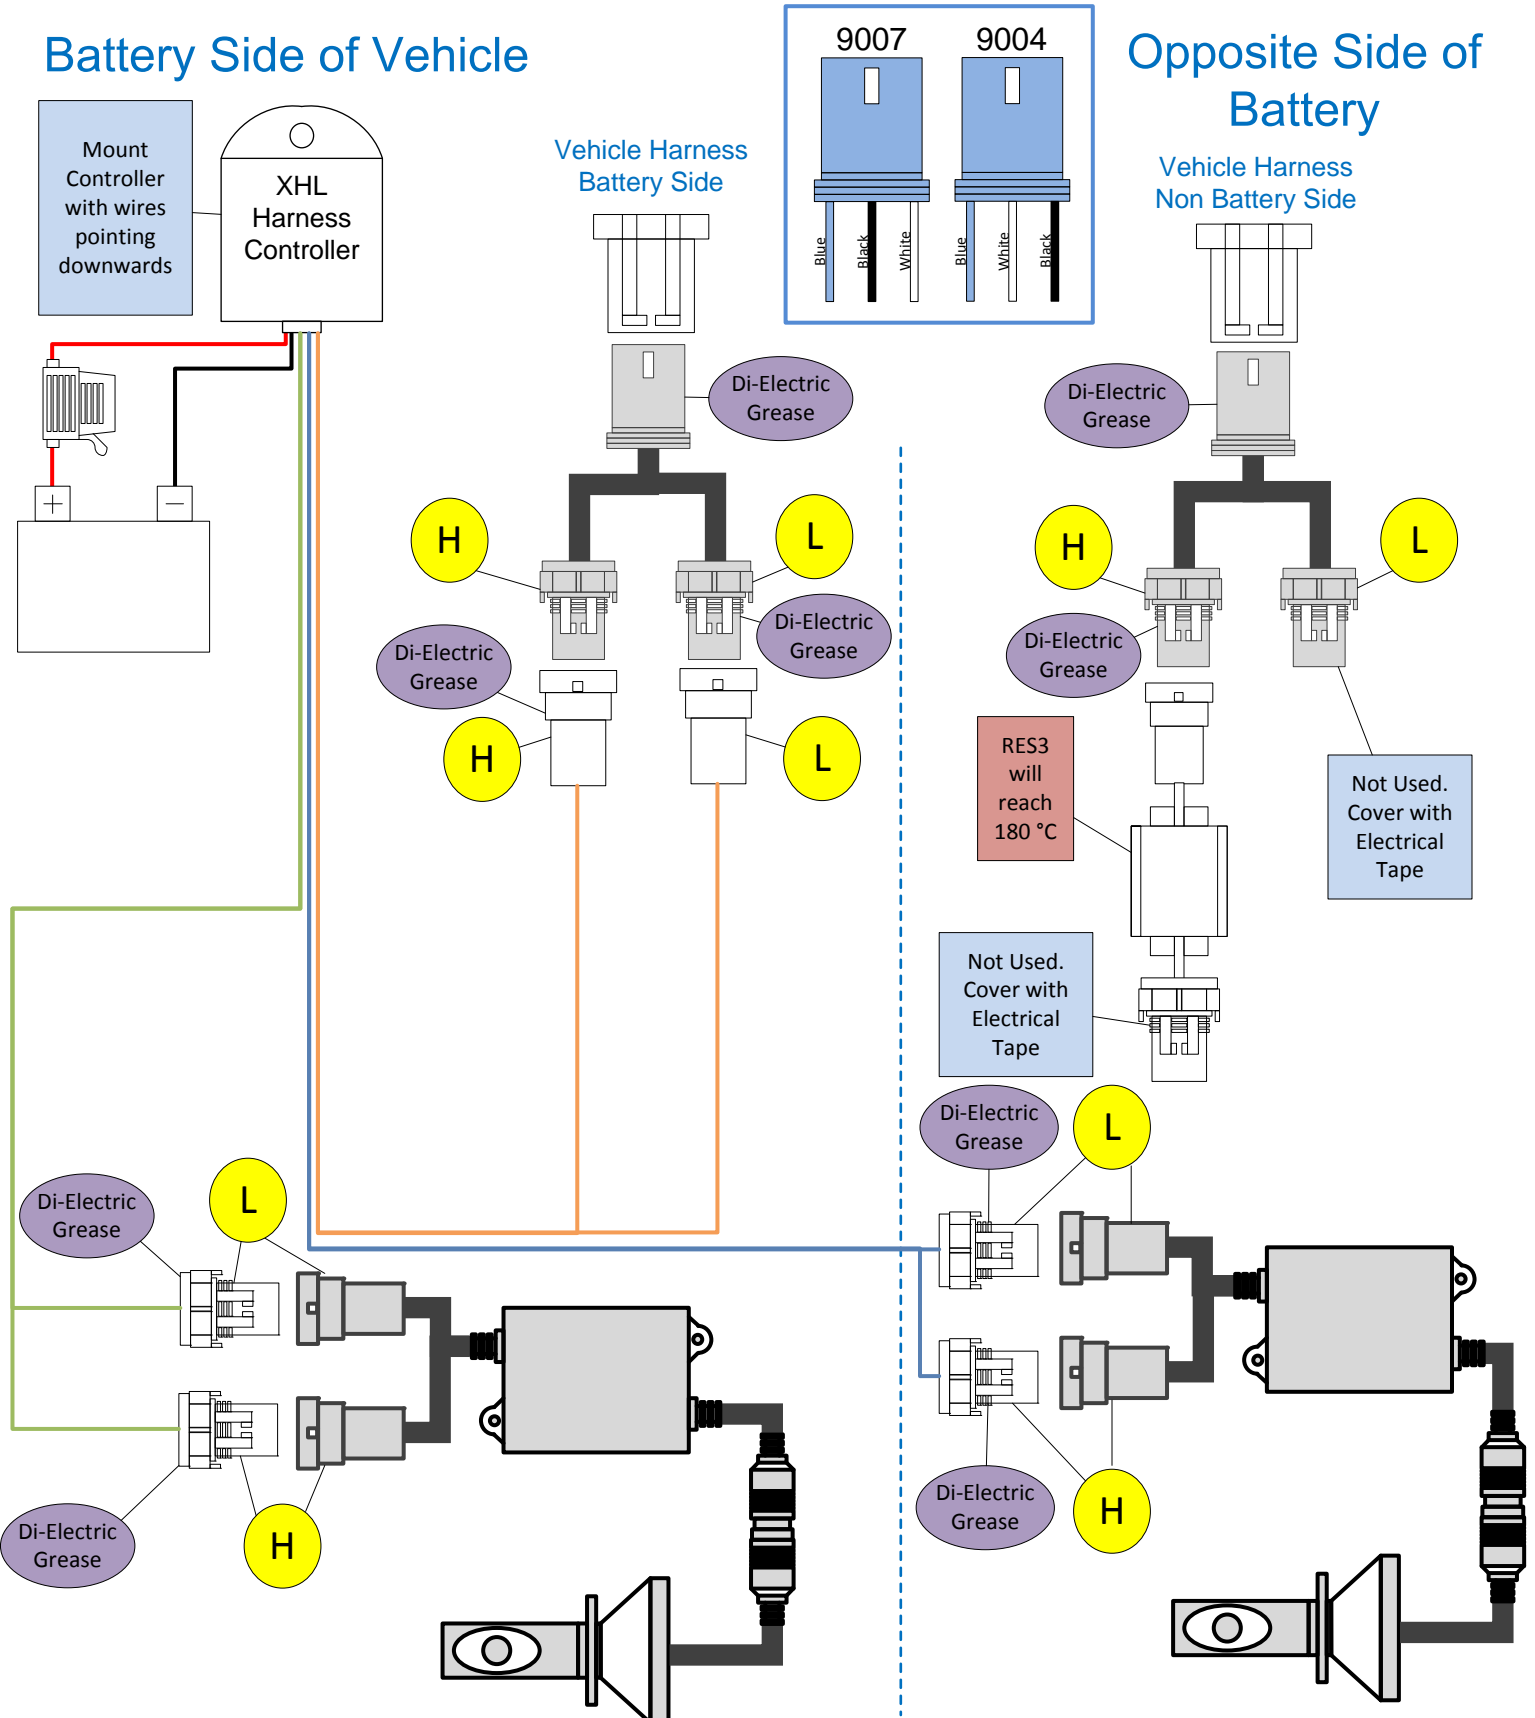 Battery Side of Vehicle
9007
9004
Opposite Side of
Battery
Mount
Controller
with wires
pointing
downwards
XHL
Harness
Controller
Vehicle Harness
Battery Side
Blue
Black
White
Blue
White
Black
Vehicle Harness
Non Battery Side
+
−
Di-Electric
Grease
Di-Electric
Grease
H
L
H
L
Di-Electric
Grease
Di-Electric
Grease
Di-Electric
Grease
H
L
RES3
will
reach
180 °C
Not Used.
Cover with
Electrical
Tape
Not Used.
Cover with
Electrical
Tape
Di-Electric
Grease
L
Di-Electric
Grease
L
Di-Electric
Grease
H
Di-Electric
Grease
H